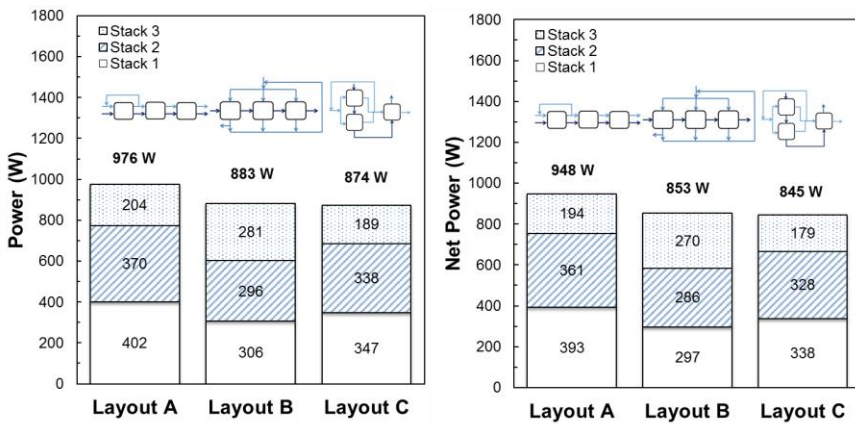 1800
1600
1400
1200
1000
800
600
400
200
0
Power (W)
Stack 3
Stack 2
Stack 1
976 W
883 W
874 W
204
370
402
281
296
306
189
338
347
Layout A
Layout B
Layout C
1800
1600
1400
1200
1000
800
600
400
200
0
Net Power (W)
Stack 3
Stack 2
Stack 1
948 W
853 W
845 W
194
361
393
270
286
297
179
328
338
Layout A
Layout B
Layout C